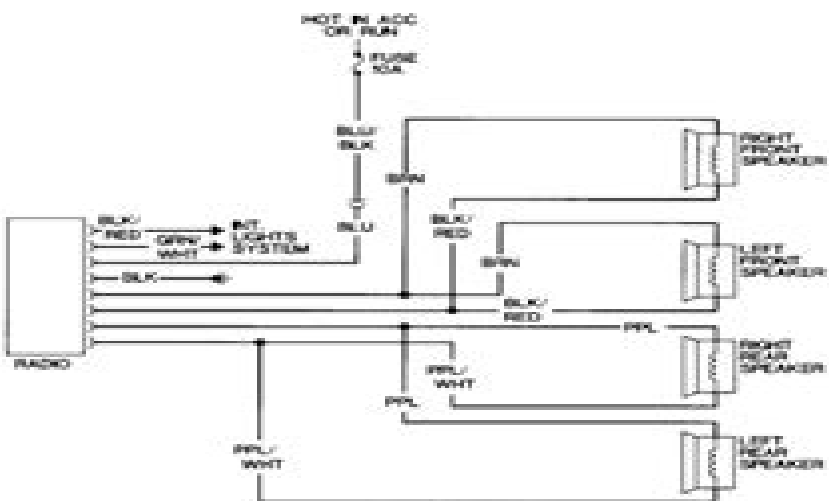 HOT IN ACC
OR RUN
FUSE
10A
BLU/
BLK
BRN
RIGHT
FRONT
SPEAKER
BLK/
RED
INT.
LIGHTS
SYSTEM
GRN/
WHT
BLU
BLK/
RED
BLK
BRN
LEFT
FRONT
SPEAKER
BLK/
RED
PPL
RADIO
PPL/
WHT
RIGHT
REAR
SPEAKER
PPL
PPL/
WHT
LEFT
REAR
SPEAKER